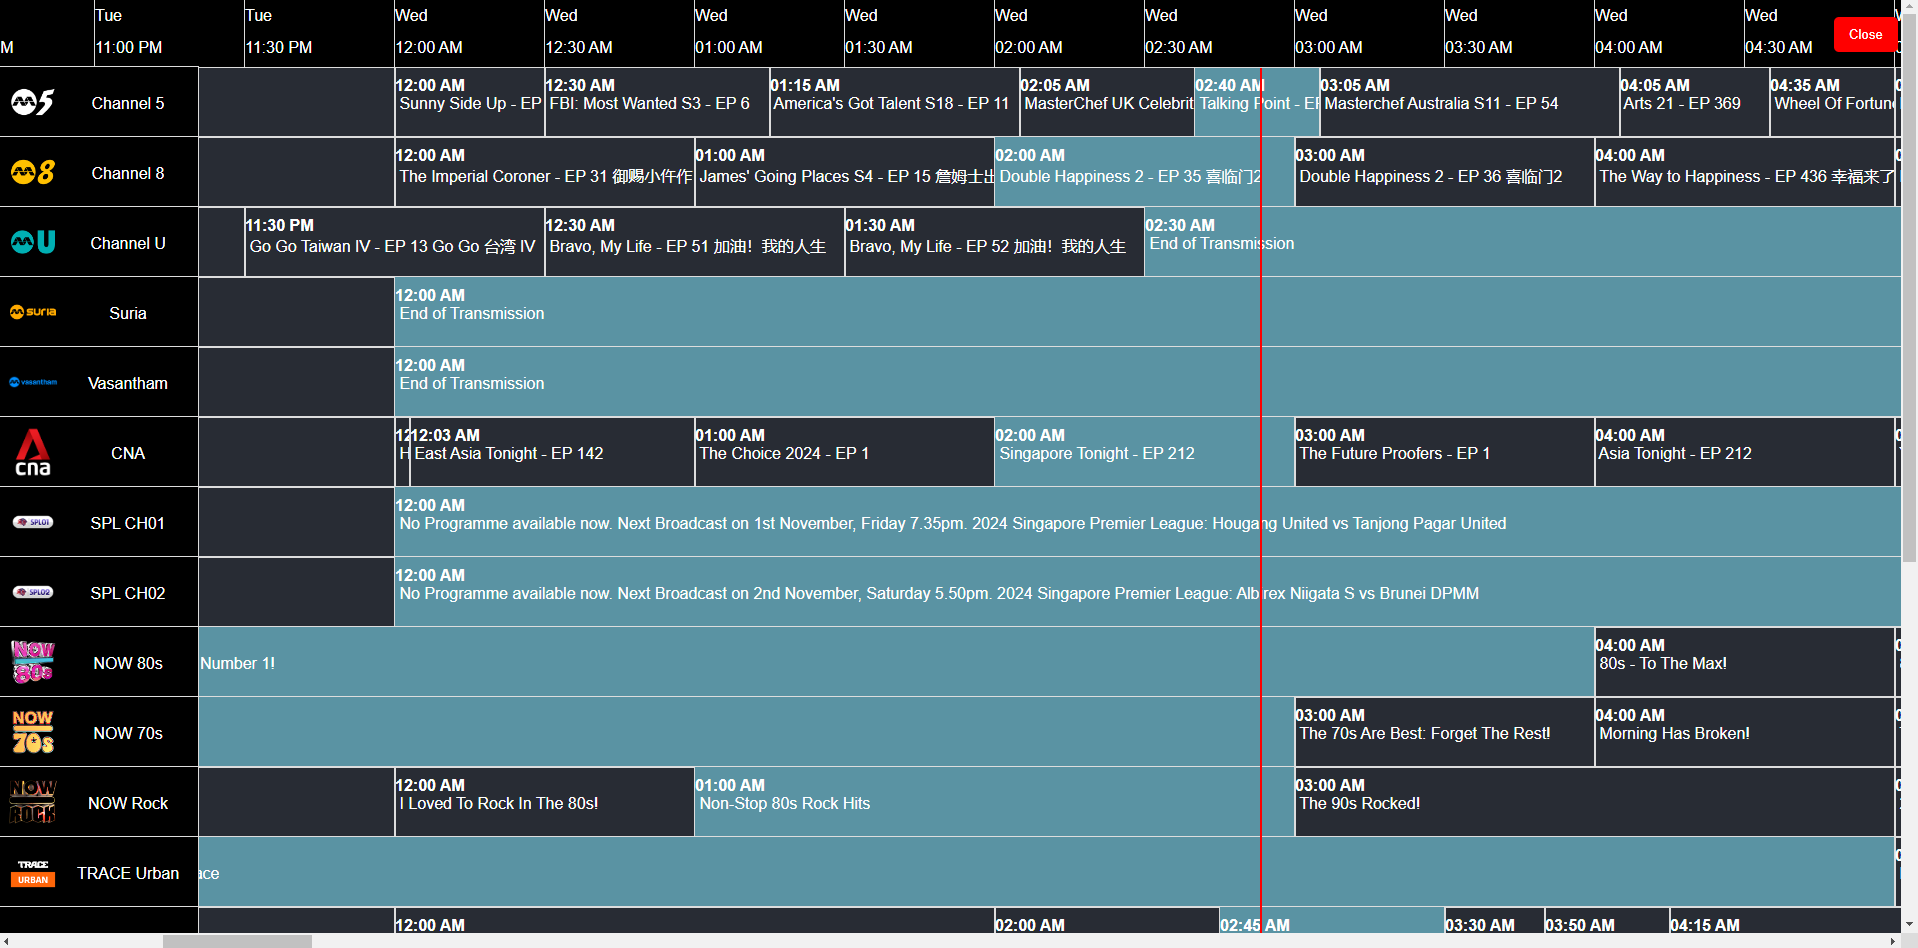 Tue Tue Wed Wed Wed Wed Wed Wed Wed Wed Wed Wed
M 11:00 PM 11:30 PM 12:00 AM 12:30 AM 01:00 AM 01:30 AM 02:00 AM 02:30 AM 03:00 AM 03:30 AM 04:00 AM 04:30 AM
Close
5
Channel 5
12:00 AM 12:30 AM 01:15 AM 02:05 AM 02:40 AM 03:05 AM 04:05 AM 04:35 AM
Sunny Side Up - EP FBI: Most Wanted S3 - EP 6 America's Got Talent S18 - EP 11 MasterChef UK Celebrit Talking Point - EP Masterchef Australia S11 - EP 54 Arts 21 - EP 369 Wheel Of Fortune
8
Channel 8
12:00 AM 01:00 AM 02:00 AM 03:00 AM 04:00 AM
The Imperial Coroner - EP 31 御赐小仵作 James' Going Places S4 - EP 15 詹姆士出 Double Happiness 2 - EP 35 喜临门2 Double Happiness 2 - EP 36 喜临门2 The Way to Happiness - EP 436 幸福来了
U
Channel U
11:30 PM 12:30 AM 01:30 AM 02:30 AM
Go Go Taiwan IV - EP 13 Go Go 台湾 IV Bravo, My Life - EP 51 加油！我的人生 Bravo, My Life - EP 52 加油！我的人生 End of Transmission
suria
Suria
12:00 AM
End of Transmission
vasantham
Vasantham
12:00 AM
End of Transmission
cna
CNA
12 12:03 AM 01:00 AM 02:00 AM 03:00 AM 04:00 AM
H East Asia Tonight - EP 142 The Choice 2024 - EP 1 Singapore Tonight - EP 212 The Future Proofers - EP 1 Asia Tonight - EP 212
SPL01
SPL CH01
12:00 AM
No Programme available now. Next Broadcast on 1st November, Friday 7.35pm. 2024 Singapore Premier League: Hougang United vs Tanjong Pagar United
SPL02
SPL CH02
12:00 AM
No Programme available now. Next Broadcast on 2nd November, Saturday 5.50pm. 2024 Singapore Premier League: Albirex Niigata S vs Brunei DPMM
NOW 80s
NOW 80s
Number 1!
04:00 AM
80s - To The Max!
NOW 70s
NOW 70s
03:00 AM 04:00 AM
The 70s Are Best: Forget The Rest! Morning Has Broken!
NOW ROCK
NOW Rock
12:00 AM 01:00 AM 03:00 AM
I Loved To Rock In The 80s! Non-Stop 80s Rock Hits The 90s Rocked!
TRACE URBAN
TRACE Urban
ace
12:00 AM 02:00 AM 02:45 AM 03:30 AM 03:50 AM 04:15 AM